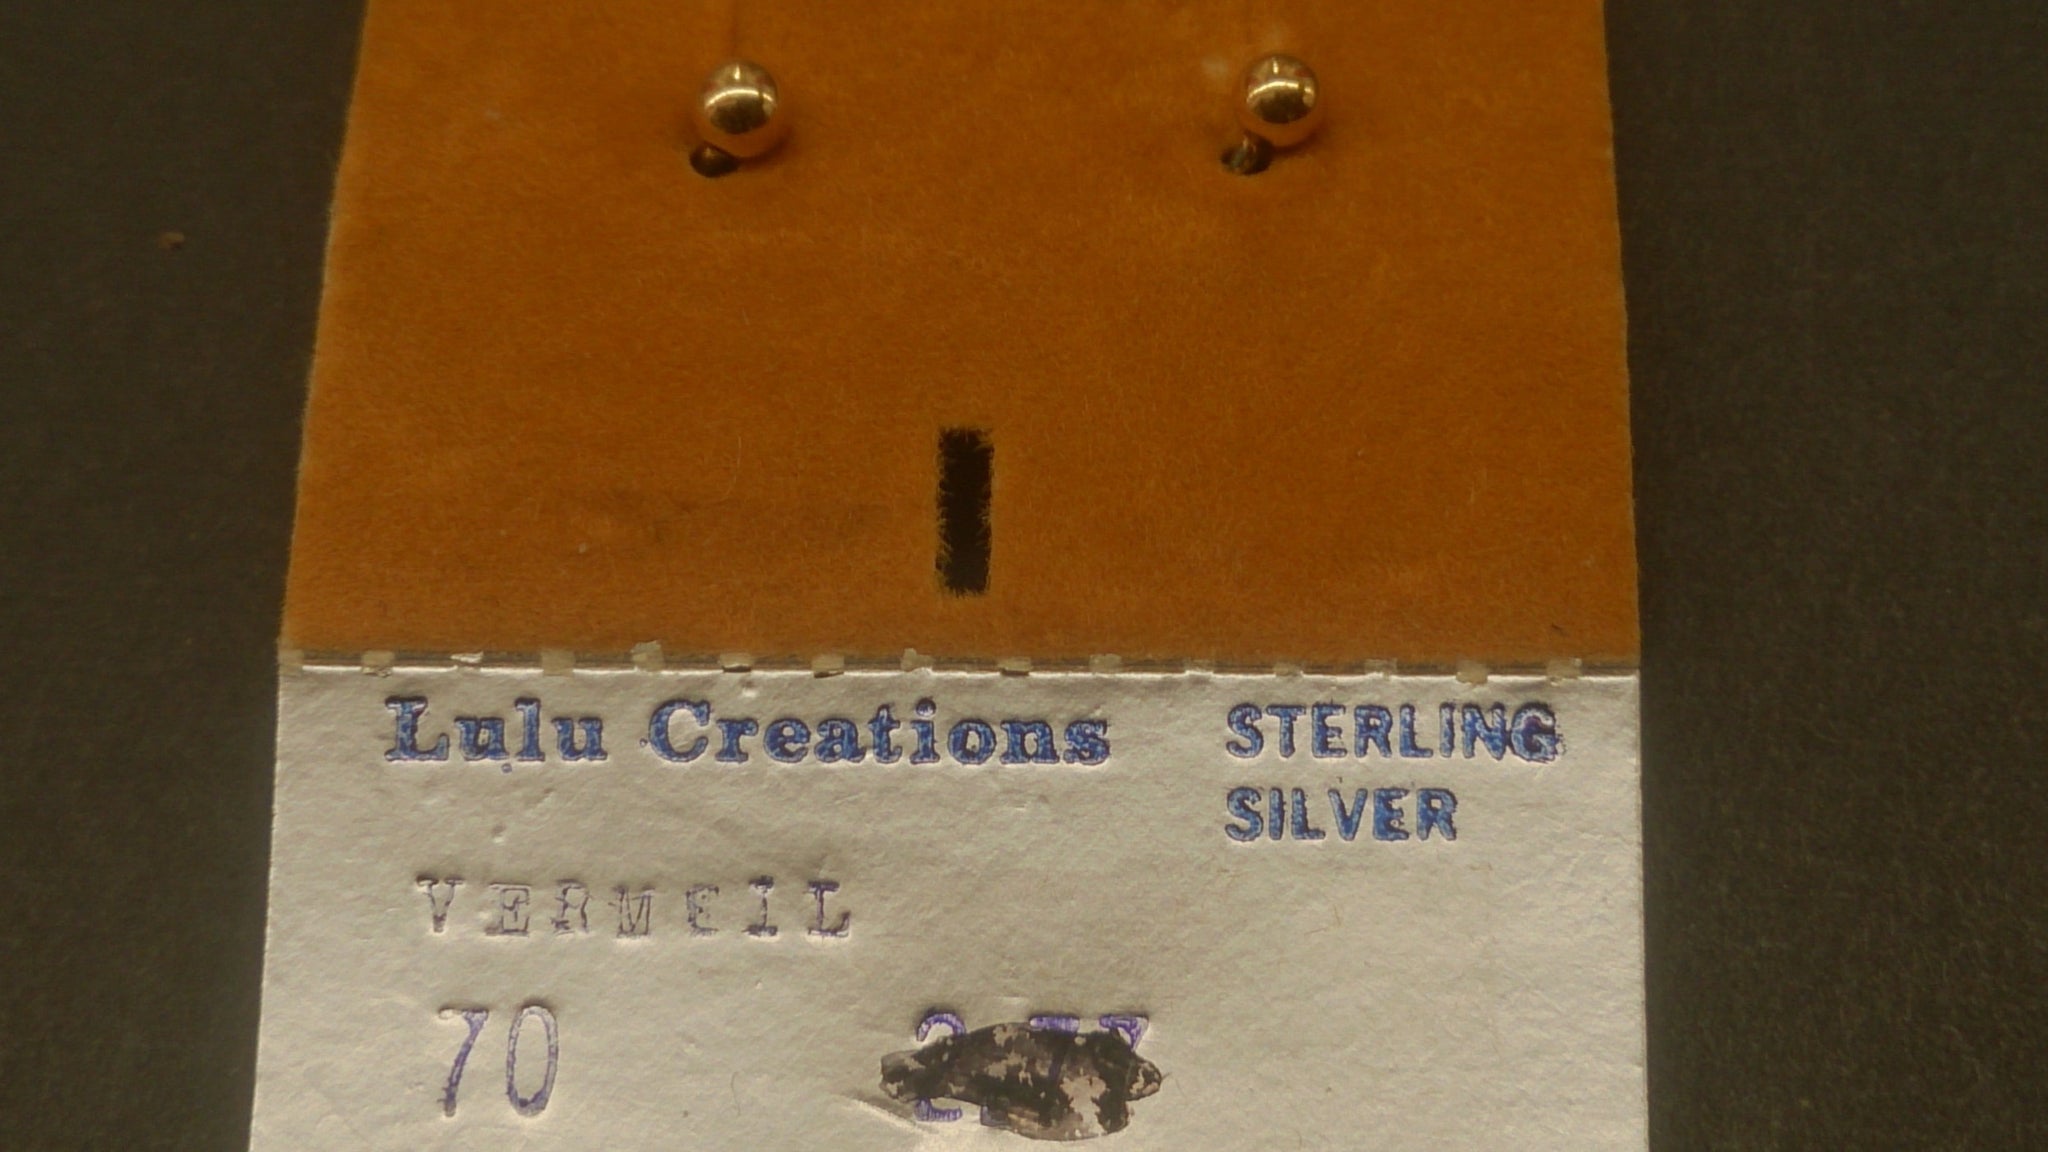 Lulu Creations
STERLING
SILVER
VERMEIL
70